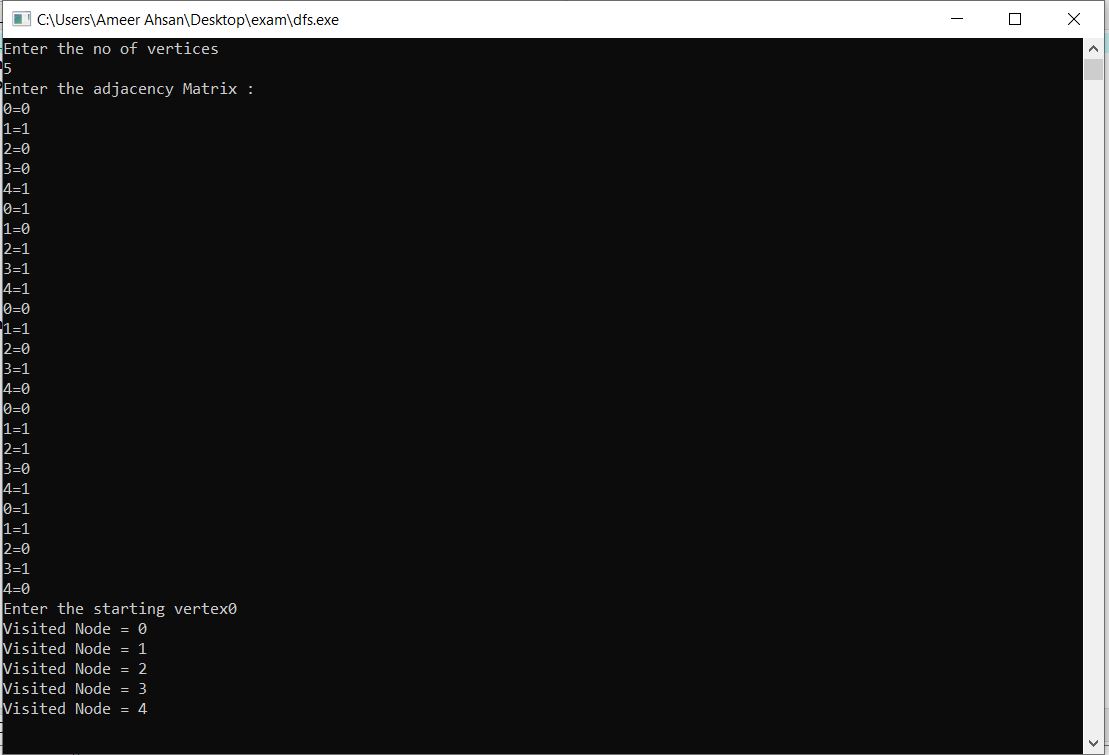 C:\Users\Ameer Ahsan\Desktop\exam\dfs.exe
Enter the no of vertices
5
Enter the adjacency Matrix :
0=0
1=1
2=0
3=0
4=1
0=1
1=0
2=1
3=1
4=1
0=0
1=1
2=0
3=1
4=0
0=0
1=1
2=1
3=0
4=1
0=1
1=1
2=0
3=1
4=0
Enter the starting vertex0
Visited Node = 0
Visited Node = 1
Visited Node = 2
Visited Node = 3
Visited Node = 4